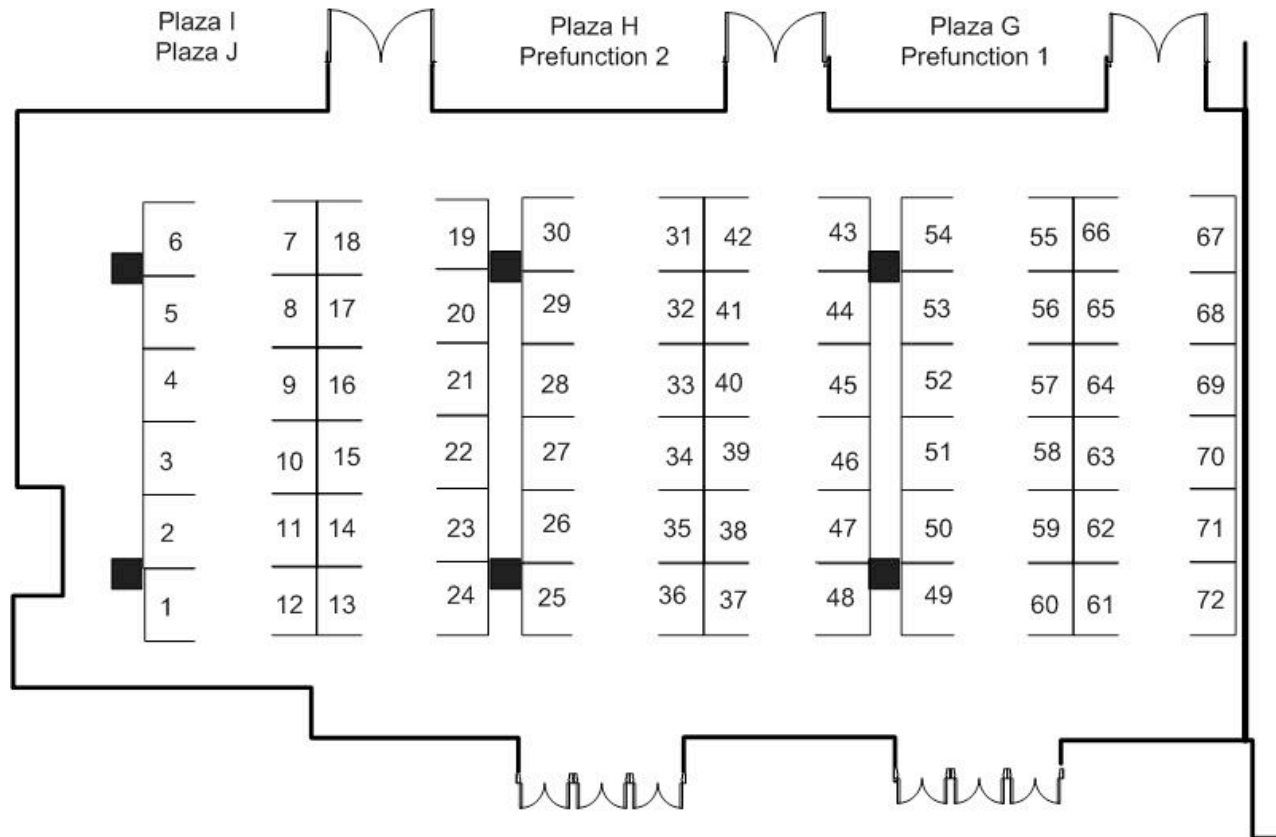 Plaza I
Plaza J
Plaza H
Prefunction 2
Plaza G
Prefunction 1
6 7 18 19 30 31 42 43 54 55 66 67
5 8 17 20 29 32 41 44 53 56 65 68
4 9 16 21 28 33 40 45 52 57 64 69
3 10 15 22 27 34 39 46 51 58 63 70
2 11 14 23 26 35 38 47 50 59 62 71
1 12 13 24 25 36 37 48 49 60 61 72